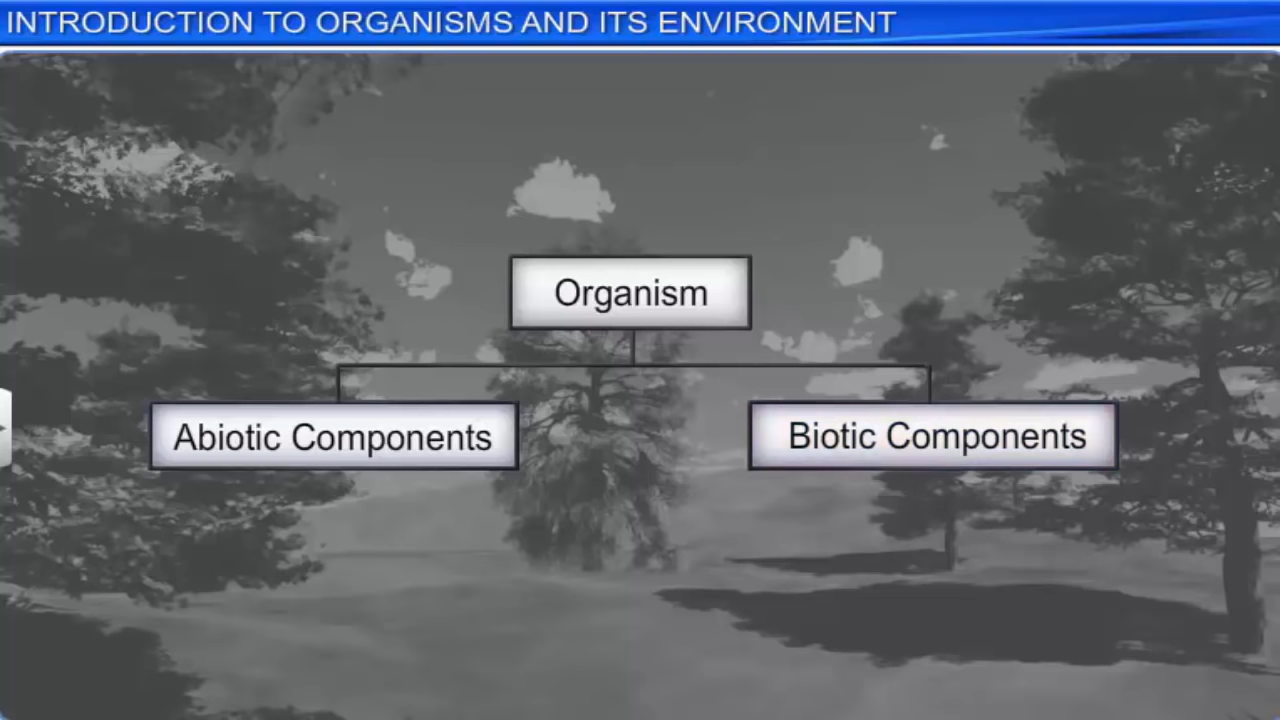 INTRODUCTION TO ORGANISMS AND ITS ENVIRONMENT
Organism
Abiotic Components
Biotic Components